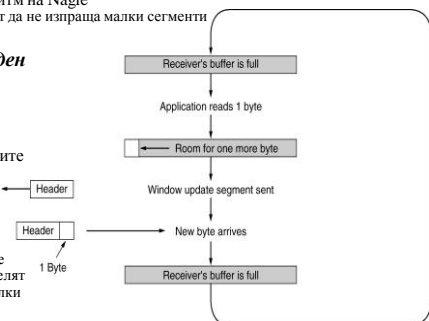 итм на Nagle
т да не изпраща малки сегменти
ден
ите
е
елят
лки
Receiver's buffer is full
Application reads 1 byte
Room for one more byte
Header
Window update segment sent
Header
New byte arrives
1 Byte
Receiver's buffer is full